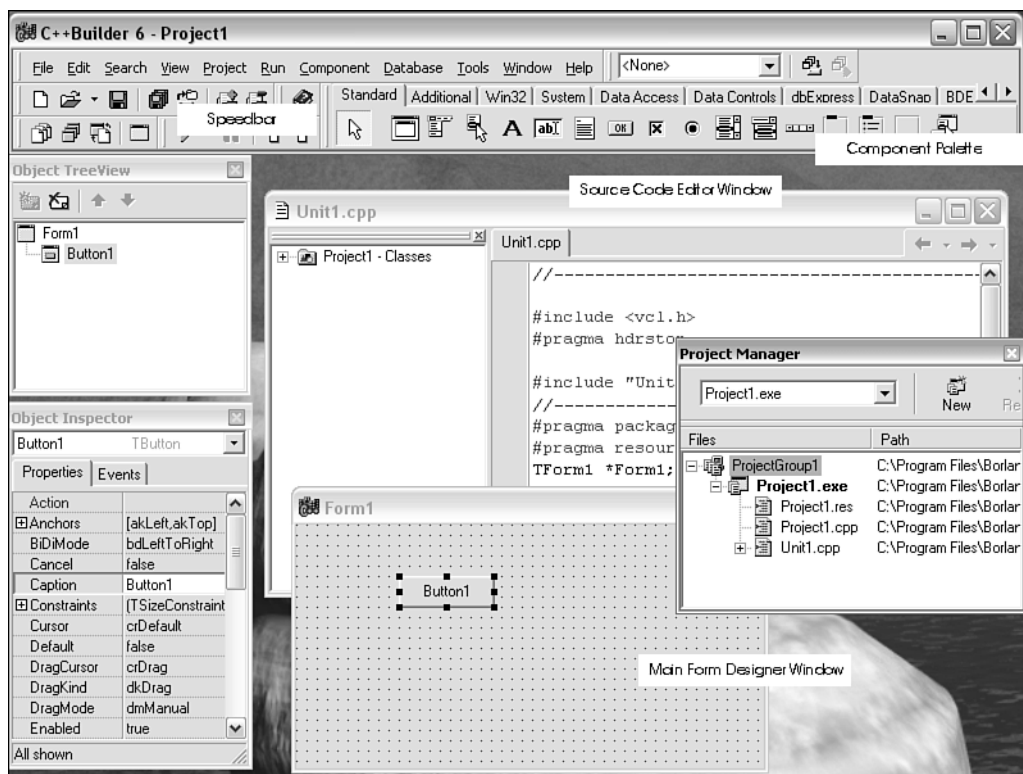 C++Builder 6 - Project1
File Edit Search View Project Run Component Database Tools Window Help
<None>
Standard Additional Win32 System Data Access Data Controls dbExpress DataSnap BDE
Speedbar
Component Palette
Object TreeView
Form1
Button1
Source Code Editor Window
Unit1.cpp
Project1 - Classes
Unit1.cpp
//--------------------------------------------
#include <vcl.h>
#pragma hdrstop
#include "Unit
//------------
#pragma packag
#pragma resour
TForm1 *Form1;
Project Manager
Project1.exe
New
Re
Files Path
ProjectGroup1 C:\Program Files\Borlar
Project1.exe C:\Program Files\Borlar
Project1.res C:\Program Files\Borlar
Project1.cpp C:\Program Files\Borlar
Unit1.cpp C:\Program Files\Borlar
Object Inspector
Button1 TButton
Properties Events
Action
Anchors [akLeft,akTop]
BiDiMode bdLeftToRight
Cancel false
Caption Button1
Constraints (TSizeConstraint
Cursor crDefault
Default false
DragCursor crDrag
DragKind dkDrag
DragMode dmManual
Enabled true
All shown
Form1
Button1
Main Form Designer Window